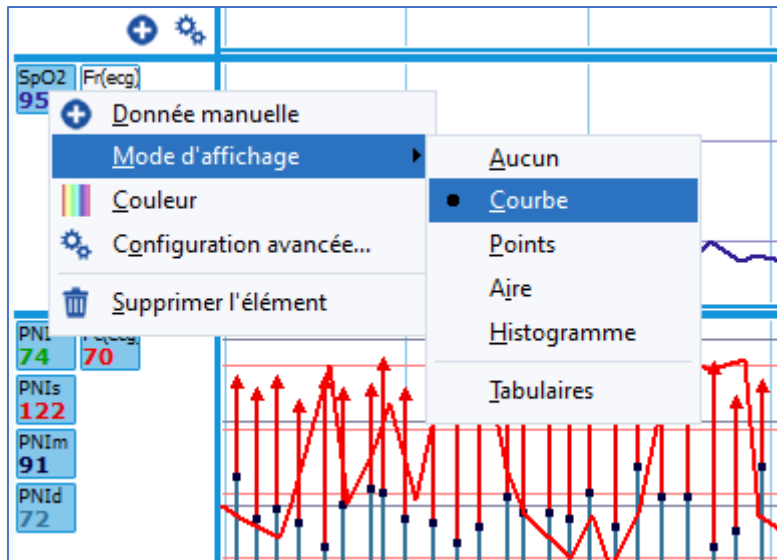 SpO2 Fr(ecg)
95
Donnée manuelle
Mode d'affichage
Couleur
Configuration avancée...
Supprimer l'élément
Aucun
Courbe
Points
Aire
Histogramme
Tabulaires
PNI Fc(ecg)
74 70
PNIs
122
PNIm
91
PNId
72